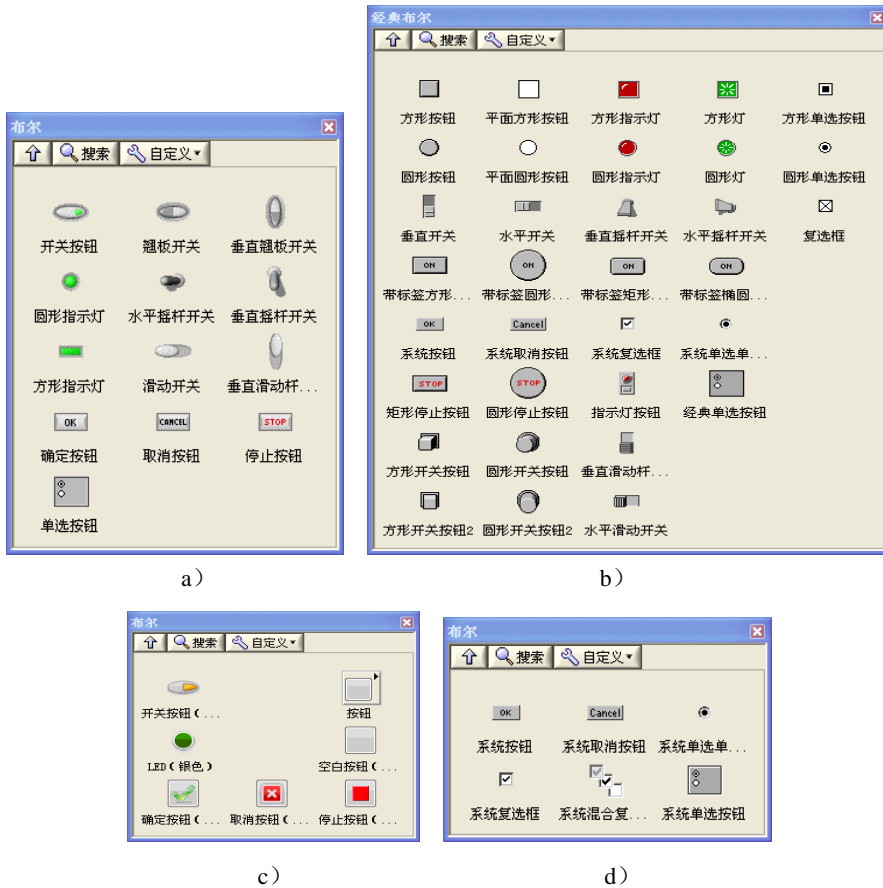 布尔
搜索 自定义
开关按钮 翘板开关 垂直翘板开关
圆形指示灯 水平摇杆开关 垂直摇杆开关
方形指示灯 滑动开关 垂直滑动杆...
OK CANCEL STOP
确定按钮 取消按钮 停止按钮
单选按钮
a）
经典布尔
搜索 自定义
方形按钮 平面方形按钮 方形指示灯 方形灯 方形单选按钮
圆形按钮 平面圆形按钮 圆形指示灯 圆形灯 圆形单选按钮
垂直开关 水平开关 垂直摇杆开关 水平摇杆开关 复选框
ON ON ON ON
带标签方形... 带标签圆形... 带标签矩形... 带标签椭圆...
OK Cancel
系统按钮 系统取消按钮 系统复选框 系统单选单...
STOP STOP
矩形停止按钮 圆形停止按钮 指示灯按钮 经典单选按钮
方形开关按钮 圆形开关按钮 垂直滑动杆...
方形开关按钮2 圆形开关按钮2 水平滑动开关
b）
布尔
搜索 自定义
开关按钮(... 按钮
LED(银色) 空白按钮(...
确定按钮(... 取消按钮(... 停止按钮(...
c）
布尔
搜索 自定义
OK Cancel
系统按钮 系统取消按钮 系统单选单...
系统复选框 系统混合复... 系统单选按钮
d）